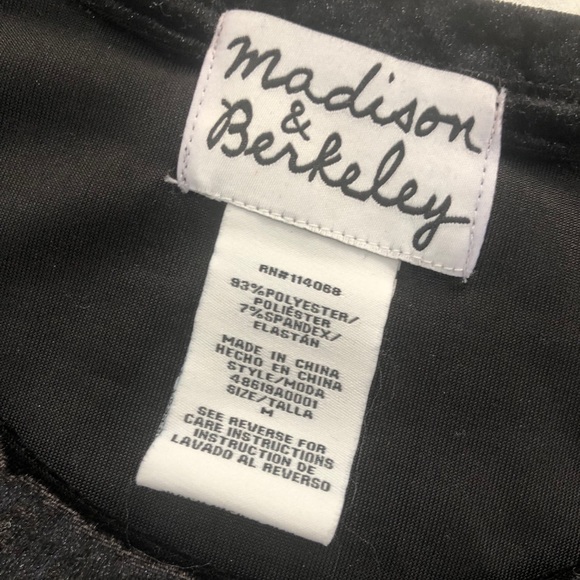 madison
&
Berkeley
RN#114068
93%POLYESTER/
POLIÉSTER
7%SPANDEX/
ELASTÁN
MADE IN CHINA
HECHO EN CHINA
STYLE/MODA
48619A0001
SIZE/TALLA
M
SEE REVERSE FOR
CARE INSTRUCTIONS
INSTRUCTION DE
LAVADO AL REVERSO